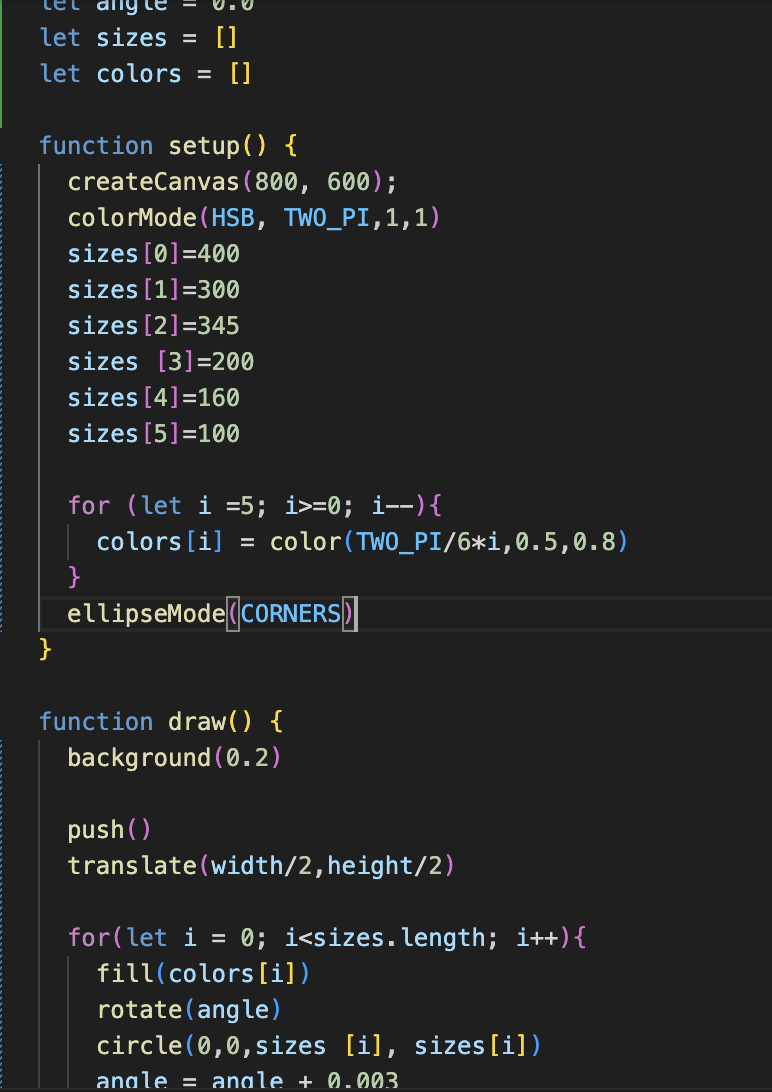 let angle = 0.0
let sizes = []
let colors = []
function setup() {
createCanvas(800, 600);
colorMode(HSB, TWO_PI,1,1)
sizes[0]=400
sizes[1]=300
sizes[2]=345
sizes [3]=200
sizes[4]=160
sizes[5]=100
for (let i =5; i>=0; i--){
colors[i] = color(TWO_PI/6*i,0.5,0.8)
}
ellipseMode(CORNERS)
}
function draw() {
background(0.2)
push()
translate(width/2,height/2)
for(let i = 0; i<sizes.length; i++){
fill(colors[i])
rotate(angle)
circle(0,0,sizes [i], sizes[i])
angle = angle + 0.003